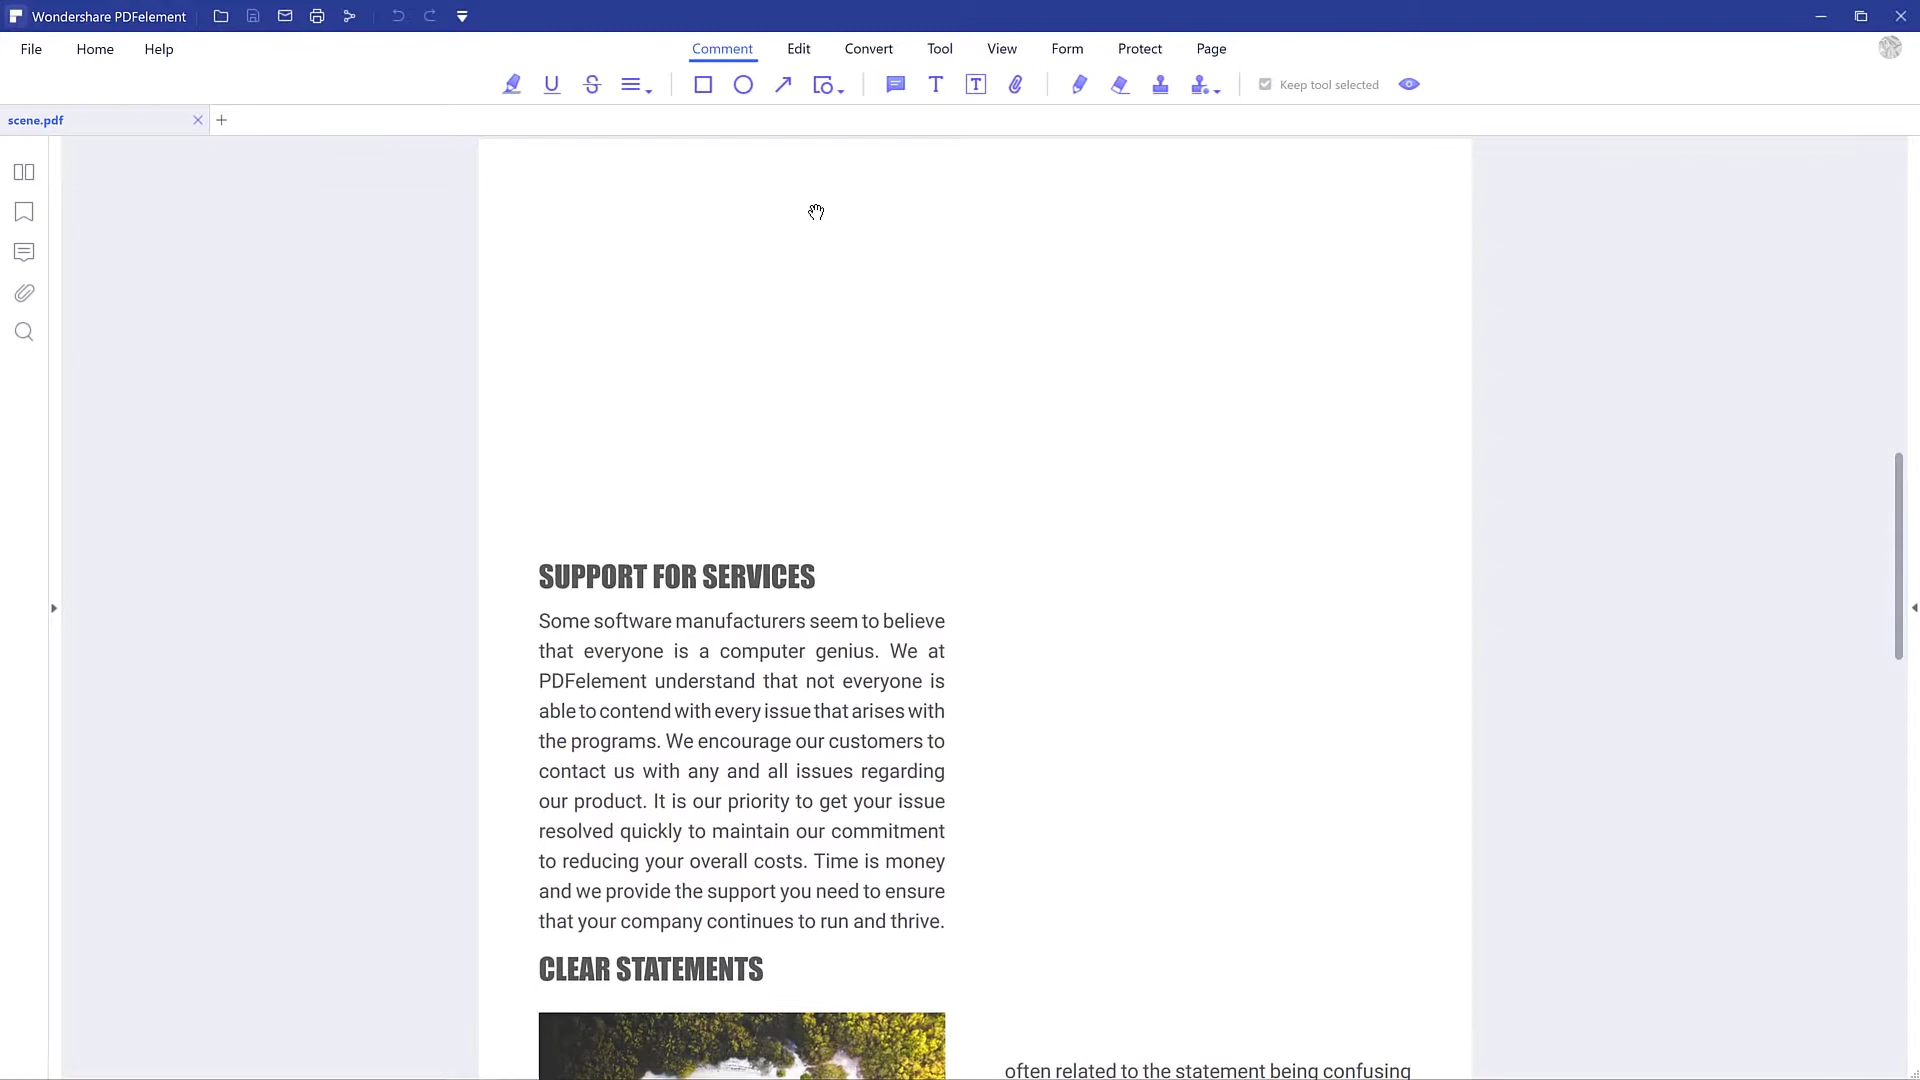 Wondershare PDFelement
File Home Help
Comment Edit Convert Tool View Form Protect Page
Keep tool selected
scene.pdf
SUPPORT FOR SERVICES
Some software manufacturers seem to believe
that everyone is a computer genius. We at
PDFelement understand that not everyone is
able to contend with every issue that arises with
the programs. We encourage our customers to
contact us with any and all issues regarding
our product. It is our priority to get your issue
resolved quickly to maintain our commitment
to reducing your overall costs. Time is money
and we provide the support you need to ensure
that your company continues to run and thrive.
CLEAR STATEMENTS
often related to the statement being confusing